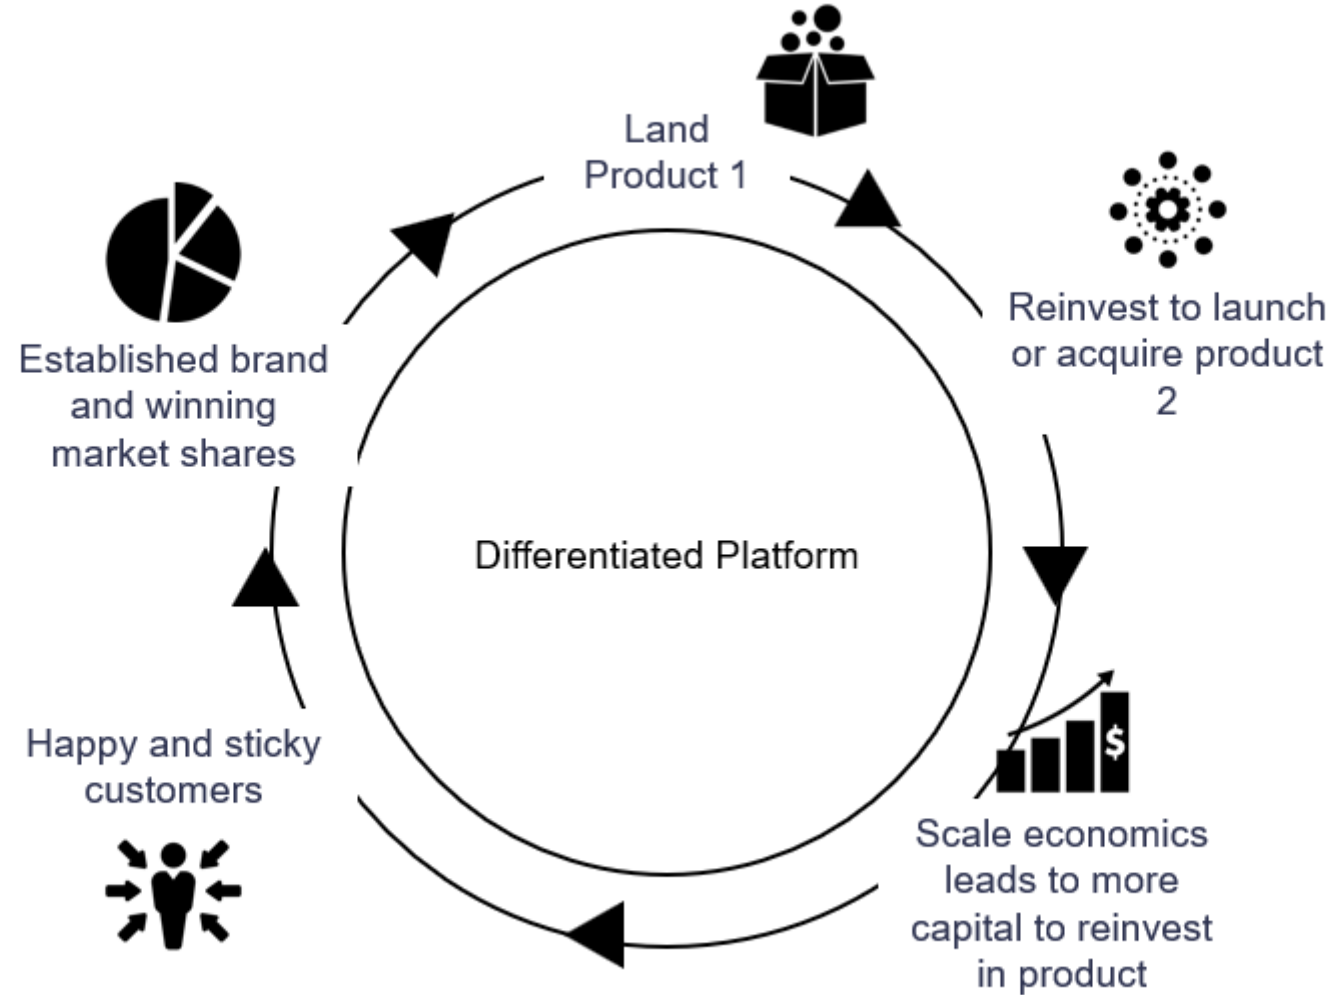 Land
Product 1
Reinvest to launch
or acquire product
2
Established brand
and winning
market shares
Differentiated Platform
Happy and sticky
customers
$
Scale economics
leads to more
capital to reinvest
in product